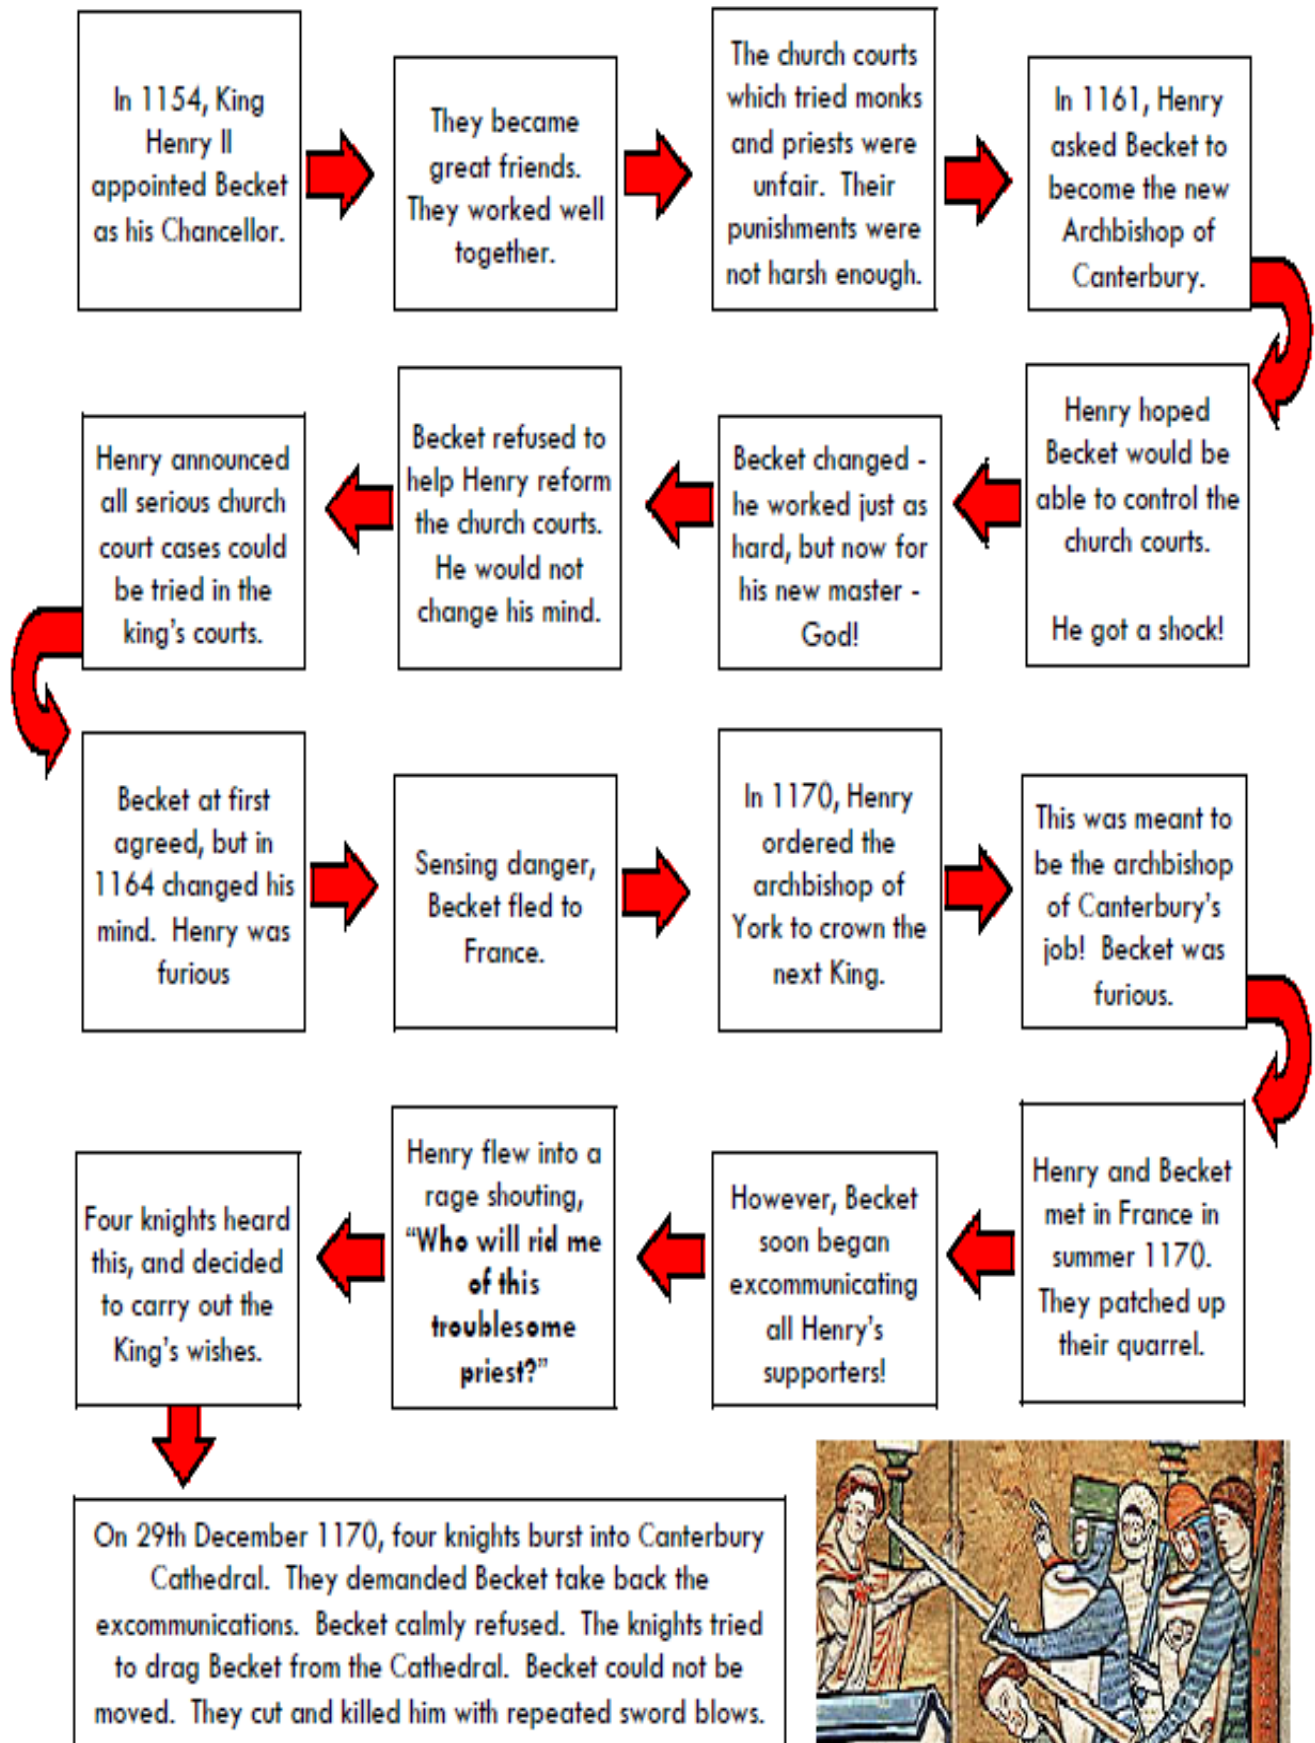 In 1154, King
Henry II
appointed Becket
as his Chancellor.
They became
great friends.
They worked well
together.
The church courts
which tried monks
and priests were
unfair. Their
punishments were
not harsh enough.
In 1161, Henry
asked Becket to
become the new
Archbishop of
Canterbury.
Henry hoped
Becket would be
able to control the
church courts.
He got a shock!
Becket changed -
he worked just as
hard, but now for
his new master -
God!
Becket refused to
help Henry reform
the church courts.
He would not
change his mind.
Henry announced
all serious church
court cases could
be tried in the
king's courts.
Becket at first
agreed, but in
1164 changed his
mind. Henry was
furious
Sensing danger,
Becket fled to
France.
In 1170, Henry
ordered the
archbishop of
York to crown the
next King.
This was meant to
be the archbishop
of Canterbury's
job! Becket was
furious.
Henry and Becket
met in France in
summer 1170.
They patched up
their quarrel.
However, Becket
soon began
excommunicating
all Henry's
supporters!
Henry flew into a
rage shouting,
“Who will rid me
of this
troublesome
priest?”
Four knights heard
this, and decided
to carry out the
King's wishes.
On 29th December 1170, four knights burst into Canterbury
Cathedral. They demanded Becket take back the
excommunications. Becket calmly refused. The knights tried
to drag Becket from the Cathedral. Becket could not be
moved. They cut and killed him with repeated sword blows.